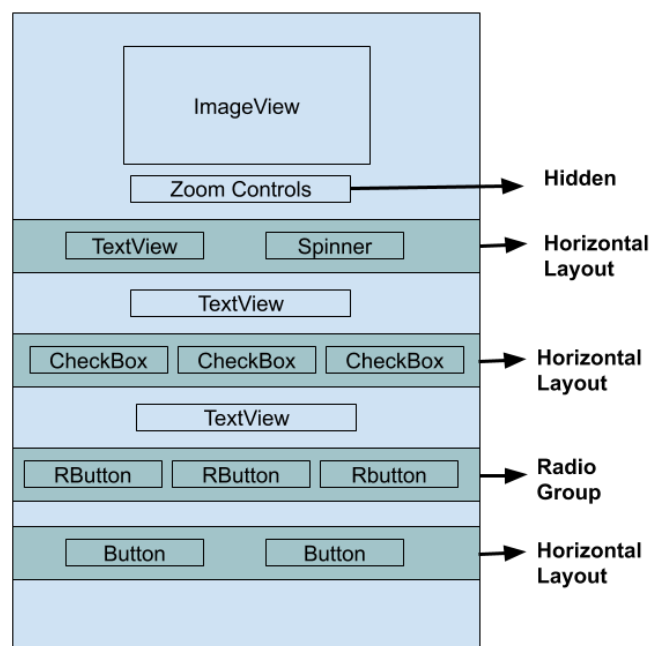 ImageView
Zoom Controls
Hidden
TextView
Spinner
Horizontal
Layout
TextView
CheckBox
CheckBox
CheckBox
Horizontal
Layout
TextView
RButton
RButton
Rbutton
Radio
Group
Button
Button
Horizontal
Layout